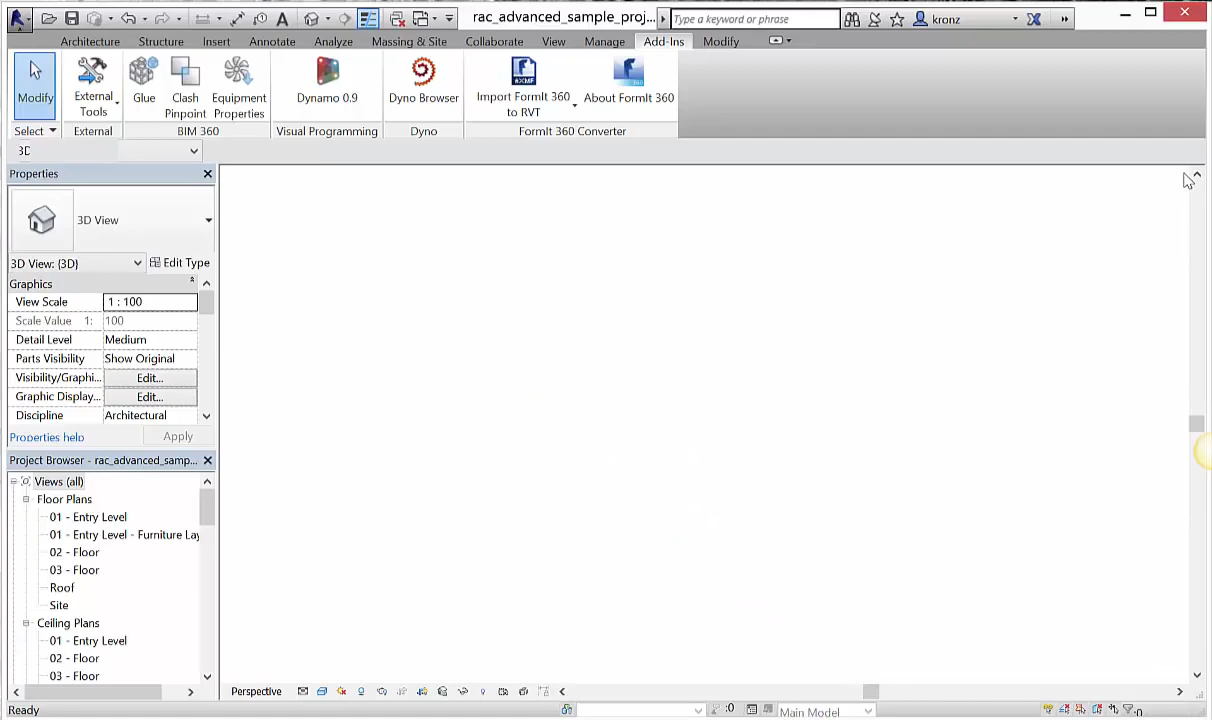 rac_advanced_sample_proj...
Type a keyword or phrase
kronz
Architecture Structure Insert Annotate Analyze Massing & Site Collaborate View Manage Add-Ins Modify
Modify
External Tools
Glue
Clash Pinpoint
Equipment Properties
Dynamo 0.9
Dyno Browser
Import FormIt 360 to RVT
About FormIt 360
Select External BIM 360 Visual Programming Dyno FormIt 360 Converter
3D
Properties
3D View
3D View: {3D} Edit Type
Graphics
View Scale 1 : 100
Scale Value 1: 100
Detail Level Medium
Parts Visibility Show Original
Visibility/Graphi... Edit...
Graphic Display... Edit...
Discipline Architectural
Properties help Apply
Project Browser - rac_advanced_samp...
Views (all)
Floor Plans
01 - Entry Level
01 - Entry Level - Furniture Lay
02 - Floor
03 - Floor
Roof
Site
Ceiling Plans
01 - Entry Level
02 - Floor
03 - Floor
Perspective
Ready
:0
Main Model
:0